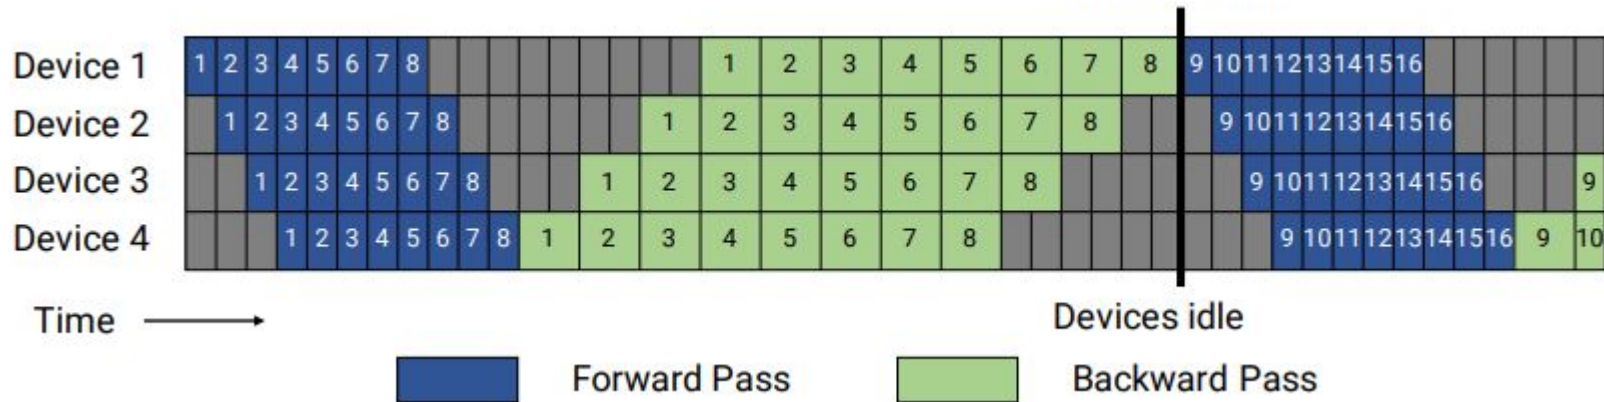 Device 1 1 2 3 4 5 6 7 8 1 2 3 4 5 6 7 8 9 10 11 12 13 14 15 16
Device 2 1 2 3 4 5 6 7 8 1 2 3 4 5 6 7 8 9 10 11 12 13 14 15 16
Device 3 1 2 3 4 5 6 7 8 1 2 3 4 5 6 7 8 9 10 11 12 13 14 15 16 9
Device 4 1 2 3 4 5 6 7 8 1 2 3 4 5 6 7 8 9 10 11 12 13 14 15 16 9 10
Time Devices idle
Forward Pass Backward Pass